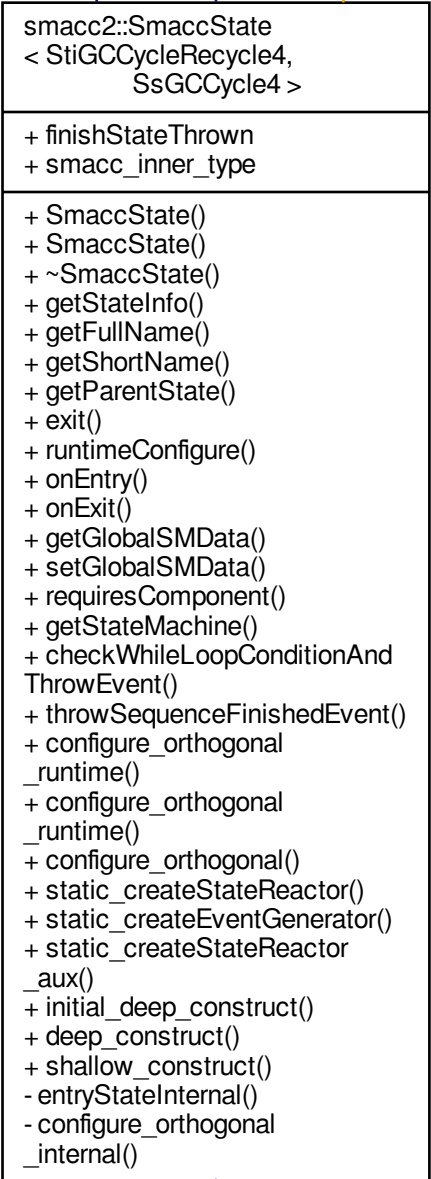 smacc2::SmaccState
< StiGCCycleRecycle4,
SsGCCycle4 >
+ finishStateThrown
+ smacc_inner_type
+ SmaccState()
+ SmaccState()
+ ~SmaccState()
+ getStateInfo()
+ getFullName()
+ getShortName()
+ getParentState()
+ exit()
+ runtimeConfigure()
+ onEntry()
+ onExit()
+ getGlobalSMData()
+ setGlobalSMData()
+ requiresComponent()
+ getStateMachine()
+ checkWhileLoopConditionAnd
ThrowEvent()
+ throwSequenceFinishedEvent()
+ configure_orthogonal
_runtime()
+ configure_orthogonal
_runtime()
+ configure_orthogonal()
+ static_createStateReactor()
+ static_createEventGenerator()
+ static_createStateReactor
_aux()
+ initial_deep_construct()
+ deep_construct()
+ shallow_construct()
- entryStateInternal()
- configure_orthogonal
_internal()